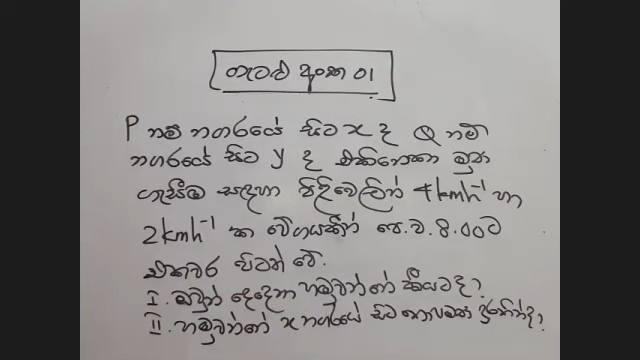 ගැටළු අංක 01
P නම් නගරයේ සිට x ද Q නම්
නගරයේ සිට y ද එකිනෙකා මුණ
ගැසීම සඳහා පිළිවෙලින් 4kmh⁻¹ හා
2kmh⁻¹ ක වේගයකින් පෙ.ව. 8.00ට
එකවර පිටත් වේ.
I. ඔවුන් දෙදෙනා හමුවන්නේ කීයටද?
II. හමුවන්නේ x නගරයේ සිට කොපමණ දුරකින්ද?